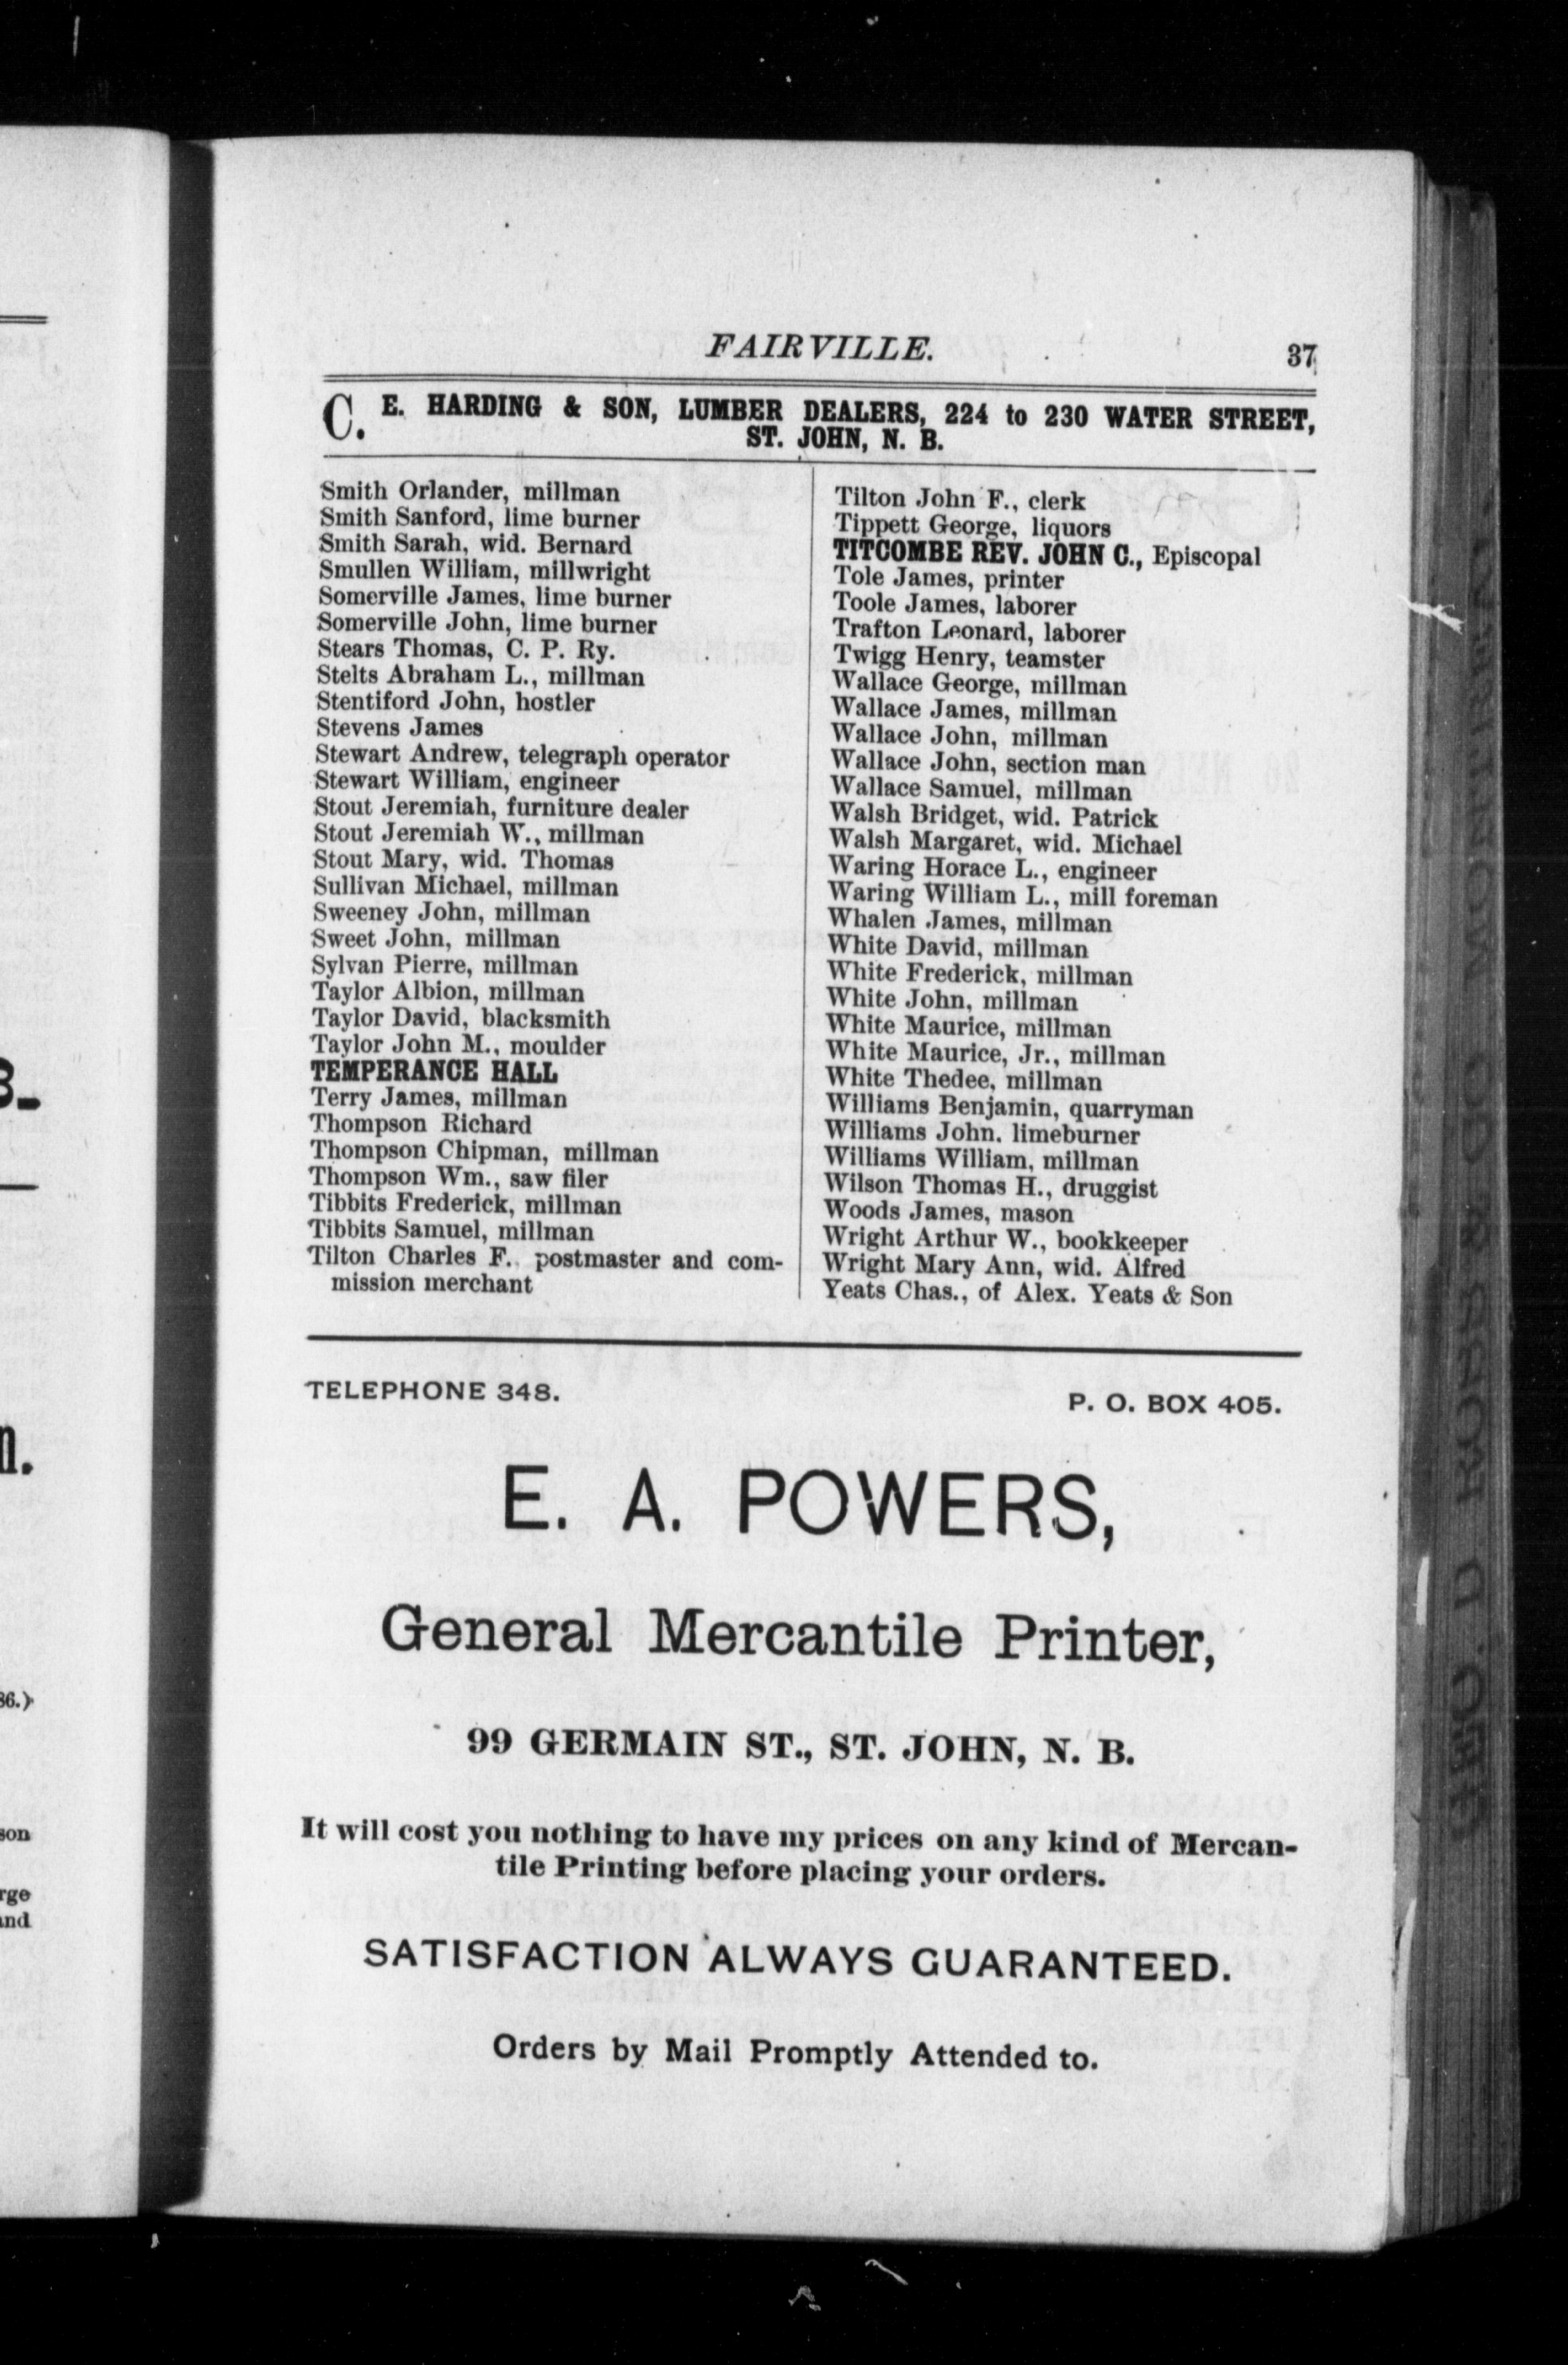 FAIRVILLE. 37
C. E. HARDING & SON, LUMBER DEALERS, 224 to 230 WATER STREET,
ST. JOHN, N. B.
Smith Orlander, millman
Smith Sanford, lime burner
Smith Sarah, wid. Bernard
Smullen William, millwright
Somerville James, lime burner
Somerville John, lime burner
Stears Thomas, C. P. Ry.
Stelts Abraham L., millman
Stentiford John, hostler
Stevens James
Stewart Andrew, telegraph operator
Stewart William, engineer
Stout Jeremiah, furniture dealer
Stout Jeremiah W., millman
Stout Mary, wid. Thomas
Sullivan Michael, millman
Sweeney John, millman
Sweet John, millman
Sylvan Pierre, millman
Taylor Albion, millman
Taylor David, blacksmith
Taylor John M., moulder
TEMPERANCE HALL
Terry James, millman
Thompson Richard
Thompson Chipman, millman
Thompson Wm., saw filer
Tibbits Frederick, millman
Tibbits Samuel, millman
Tilton Charles F., postmaster and com-
mission merchant
Tilton John F., clerk
Tippett George, liquors
TITCOMBE REV. JOHN C., Episcopal
Tole James, printer
Toole James, laborer
Trafton Leonard, laborer
Twigg Henry, teamster
Wallace George, millman
Wallace James, millman
Wallace John, millman
Wallace John, section man
Wallace Samuel, millman
Walsh Bridget, wid. Patrick
Walsh Margaret, wid. Michael
Waring Horace L., engineer
Waring William L., mill foreman
Whalen James, millman
White David, millman
White Frederick, millman
White John, millman
White Maurice, millman
White Maurice, Jr., millman
White Thedee, millman
Williams Benjamin, quarryman
Williams John. limeburner
Williams William, millman
Wilson Thomas H., druggist
Woods James, mason
Wright Arthur W., bookkeeper
Wright Mary Ann, wid. Alfred
Yeats Chas., of Alex. Yeats & Son
TELEPHONE 348. P. O. BOX 405.
E. A. POWERS,
General Mercantile Printer,
99 GERMAIN ST., ST. JOHN, N. B.
It will cost you nothing to have my prices on any kind of Mercan-
tile Printing before placing your orders.
SATISFACTION ALWAYS GUARANTEED.
Orders by Mail Promptly Attended to.